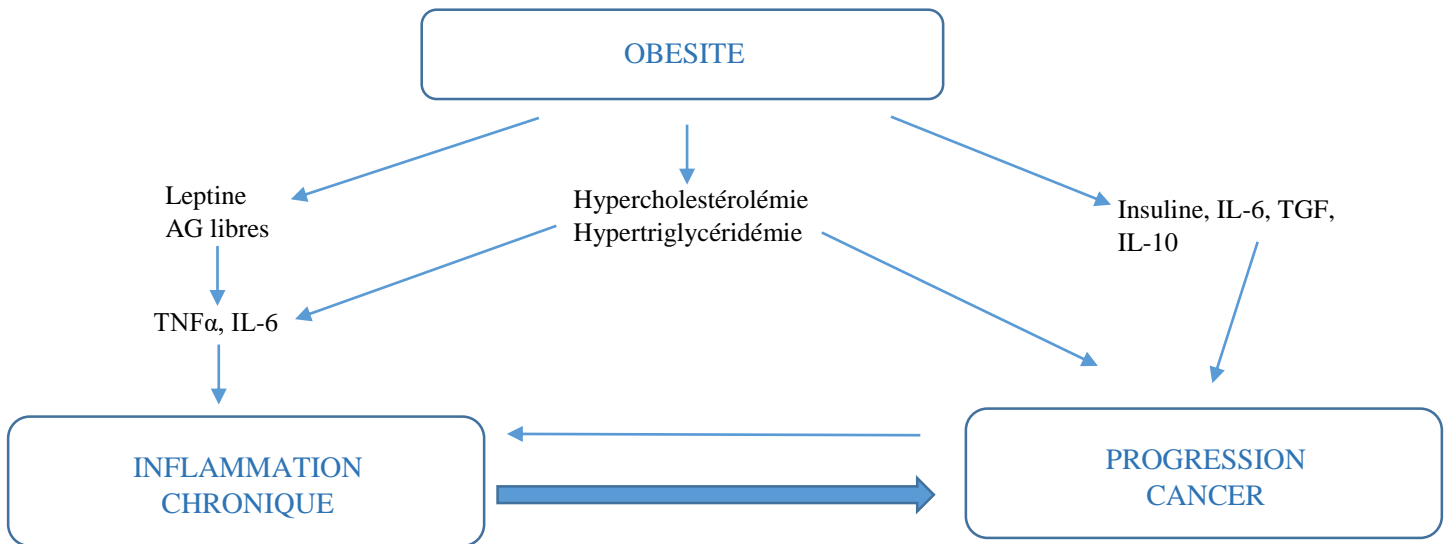 OBESITE
Leptine
AG libres
Hypercholestérolémie
Hypertriglycéridémie
Insuline, IL-6, TGF,
IL-10
TNFα, IL-6
INFLAMMATION
CHRONIQUE
PROGRESSION
CANCER